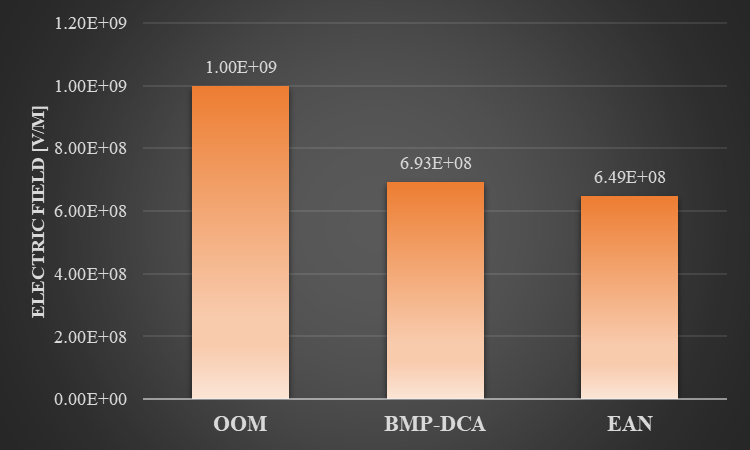 1.20E+09
1.00E+09
8.00E+08
6.00E+08
4.00E+08
2.00E+08
0.00E+00
ELECTRIC FIELD [V/M]
1.00E+09
6.93E+08
6.49E+08
OOM
BMP-DCA
EAN